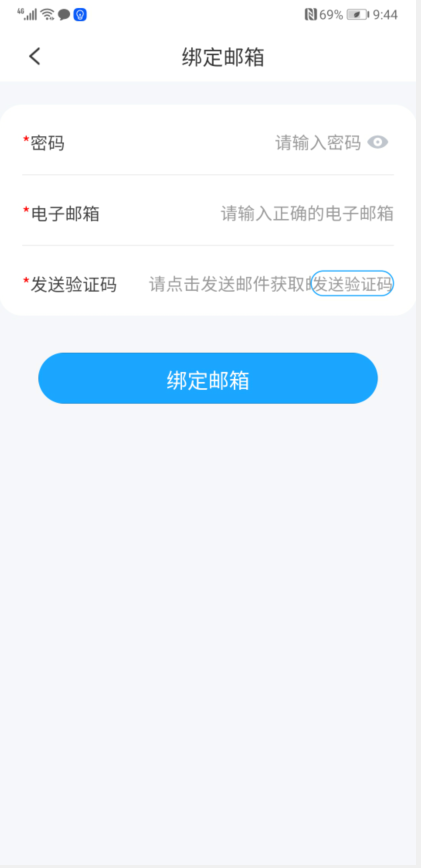 4G 69% 9:44
绑定邮箱
*密码 请输入密码
*电子邮箱 请输入正确的电子邮箱
*发送验证码 请点击发送邮件获取 发送验证码
绑定邮箱